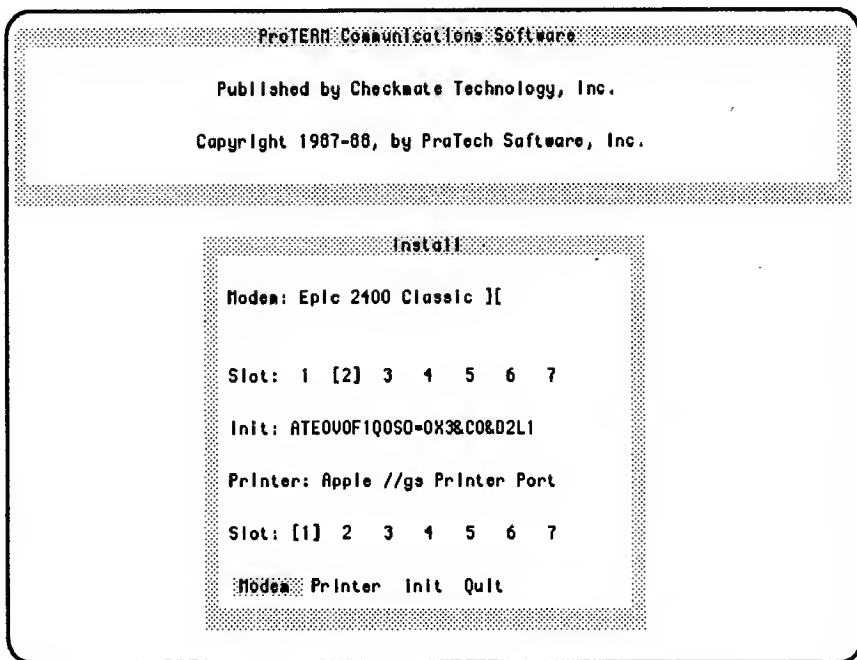 ProTERM Communications Software
Published by Checkmate Technology, Inc.
Copyright 1987-88, by ProTech Software, Inc.
Install
Modem: Epic 2400 Classic ][
Slot: 1 [2] 3 4 5 6 7
Init: ATE0V0F1Q0S0=0X3&C0&D2L1
Printer: Apple //gs Printer Port
Slot: [1] 2 3 4 5 6 7
Modem Printer Init Quit